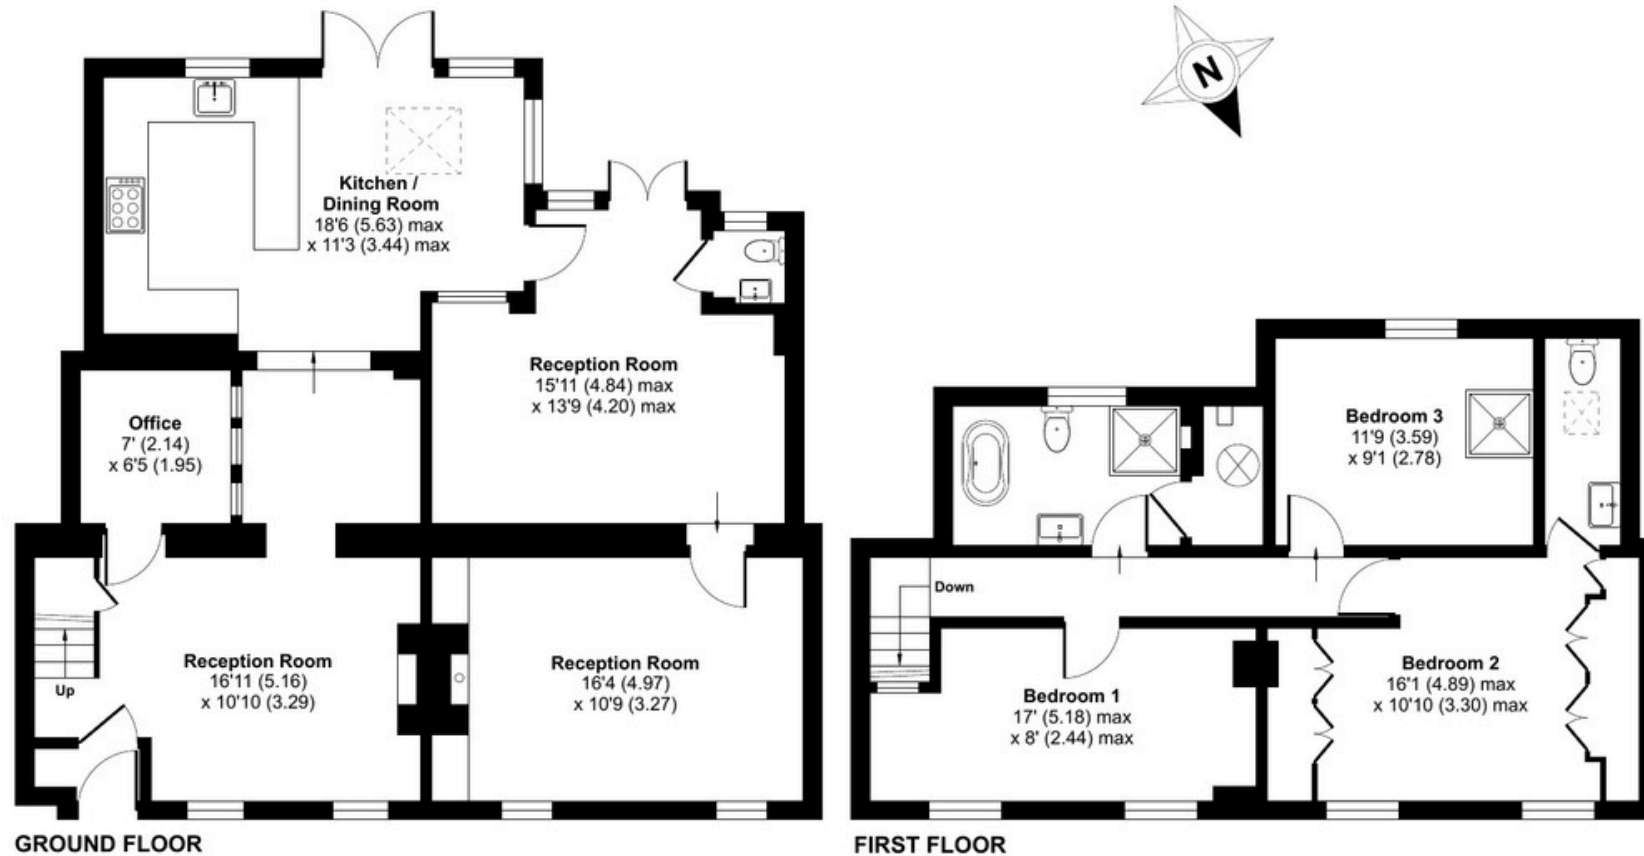 N
Kitchen /
Dining Room
18'6 (5.63) max
x 11'3 (3.44) max
Reception Room
15'11 (4.84) max
x 13'9 (4.20) max
Office
7' (2.14)
x 6'5 (1.95)
Up
Reception Room
16'11 (5.16)
x 10'10 (3.29)
Reception Room
16'4 (4.97)
x 10'9 (3.27)
GROUND FLOOR
Bedroom 3
11'9 (3.59)
x 9'1 (2.78)
Down
Bedroom 1
17' (5.18) max
x 8' (2.44) max
Bedroom 2
16'1 (4.89) max
x 10'10 (3.30) max
FIRST FLOOR